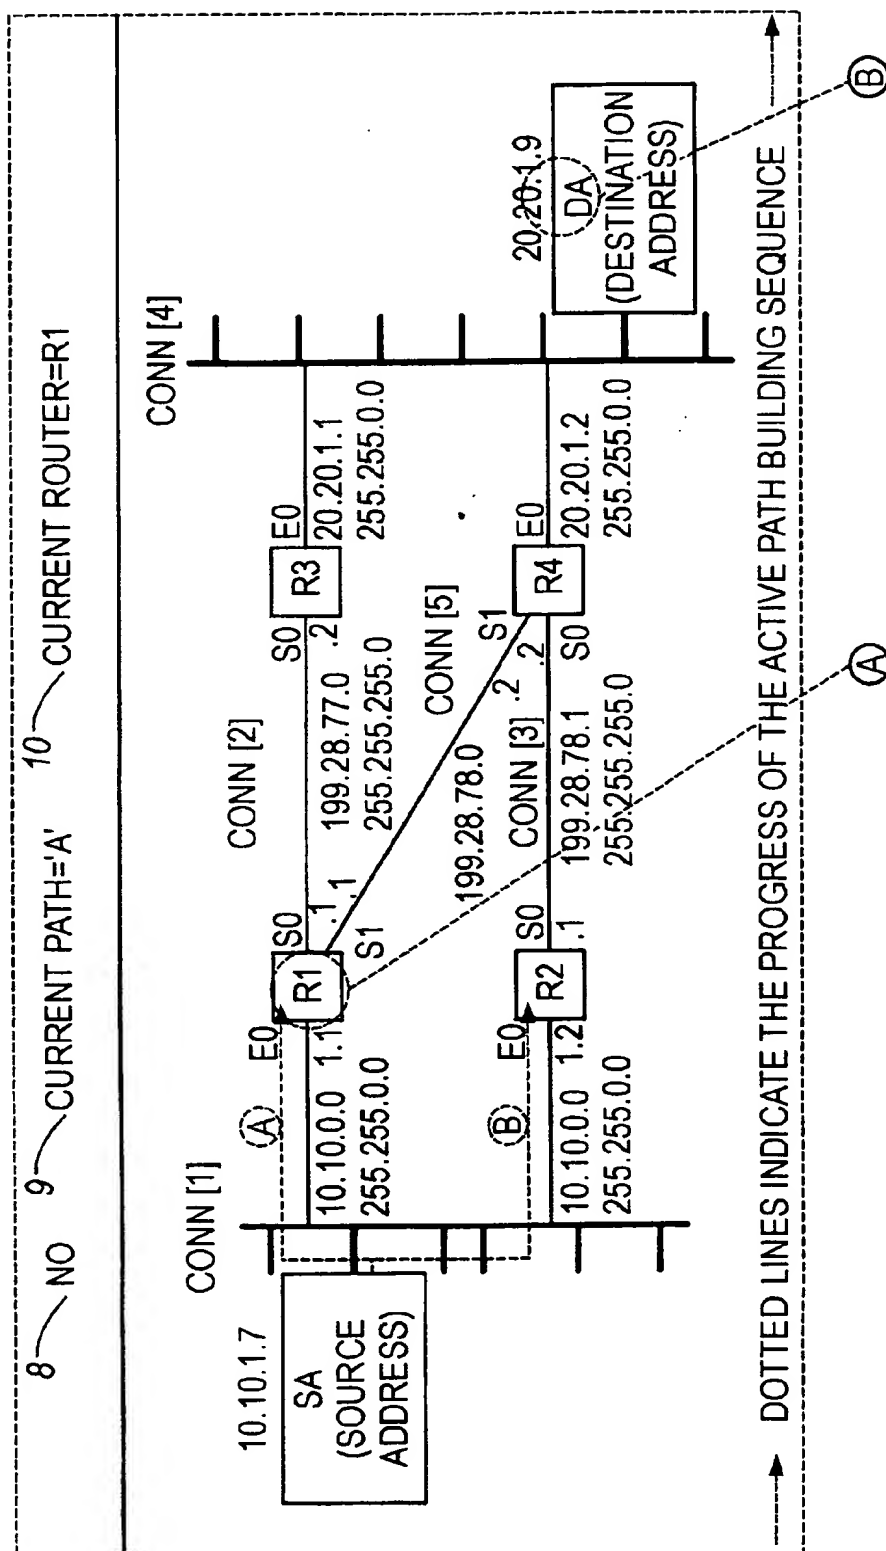 8 NO
9 CURRENT PATH='A'
10 CURRENT ROUTER=R1
CONN [1]
CONN [2]
CONN [4]
10.10.1.7
SA
(SOURCE
ADDRESS)
A
E0
R1
S0
10.10.0.0
1.1
255.255.0.0
S1
.1
.1
199.28.77.0
255.255.255.0
S0
.2
R3
E0
20.20.1.1
255.255.0.0
CONN [5]
199.28.78.0
CONN [3]
B
E0
R2
S0
10.10.0.0
1.2
255.255.0.0
.1
199.28.78.1
255.255.255.0
S1
.2
.2
S0
R4
E0
20.20.1.2
255.255.0.0
20.20.1.9
DA
(DESTINATION
ADDRESS)
DOTTED LINES INDICATE THE PROGRESS OF THE ACTIVE PATH BUILDING SEQUENCE
A
B